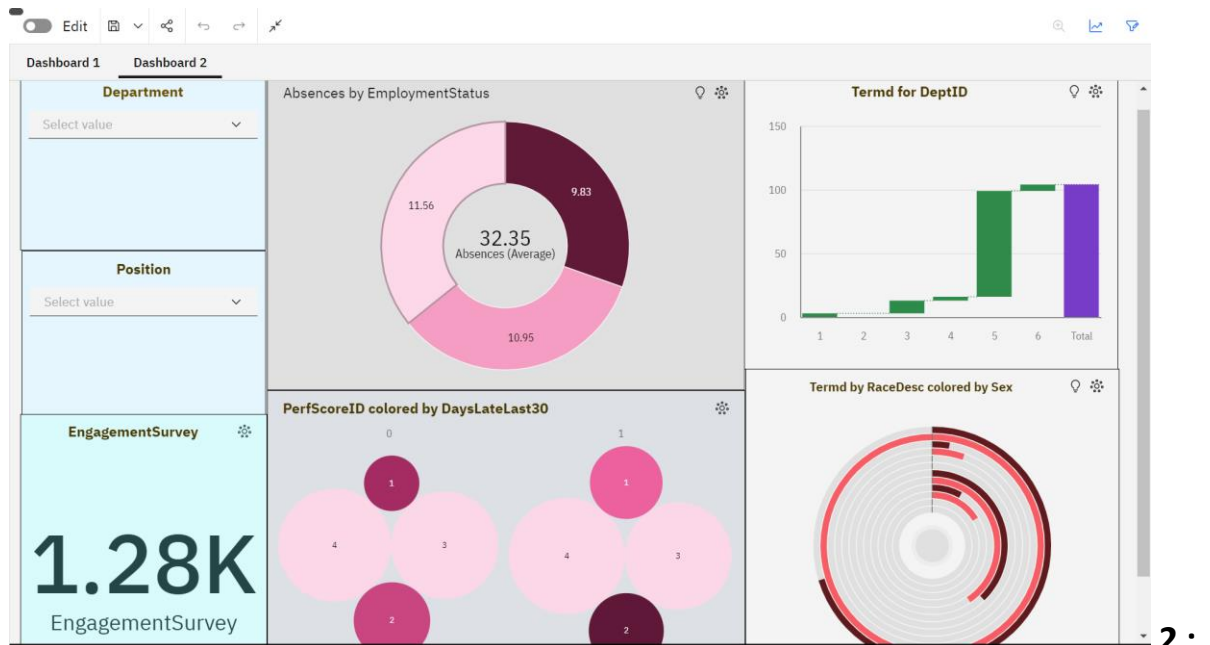 Edit
Dashboard 1 Dashboard 2
Department
Select value
Position
Select value
EngagementSurvey
1.28K
EngagementSurvey
Absences by EmploymentStatus
9.83
11.56
32.35
Absences (Average)
10.95
PerfScoreID colored by DaysLateLast30
0 1
1 1
4 3 4 3
2 2
Termd for DeptID
150
100
50
0
1 2 3 4 5 6 Total
Termd by RaceDesc colored by Sex
2 :